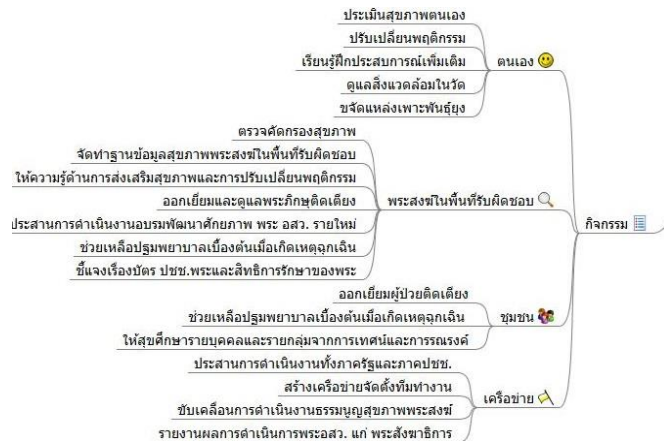 ประเมินสุขภาพตนเอง
ปรับเปลี่ยนพฤติกรรม
เรียนรู้ฝึกประสบการณ์เพิ่มเติม
ดูแลสิ่งแวดล้อมในวัด
ขจัดแหล่งเพาะพันธุ์ยุง
ตนเอง
ตรวจคัดกรองสุขภาพ
จัดทำฐานข้อมูลสุขภาพพระสงฆ์ในพื้นที่รับผิดชอบ
ให้ความรู้ด้านการส่งเสริมสุขภาพและการปรับเปลี่ยนพฤติกรรม
ออกเยี่ยมและดูแลพระภิกษุติดเตียง
ประสานการดำเนินงานอบรมพัฒนาศักยภาพ พระ อสว. รายใหม่
ช่วยเหลือปฐมพยาบาลเบื้องต้นเมื่อเกิดเหตุฉุกเฉิน
ชี้แจงเรื่องบัตร ปชช.พระและสิทธิการรักษาของพระ
พระสงฆ์ในพื้นที่รับผิดชอบ
กิจกรรม
ออกเยี่ยมผู้ป่วยติดเตียง
ช่วยเหลือปฐมพยาบาลเบื้องต้นเมื่อเกิดเหตุฉุกเฉิน
ให้สุขศึกษารายบุคคลและรายกลุ่มจากการเทศน์และการรณรงค์
ชุมชน
ประสานการดำเนินงานทั้งภาครัฐและภาคปชช.
สร้างเครือข่ายจัดตั้งทีมทำงาน
ขับเคลื่อนการดำเนินงานธรรมนูญสุขภาพพระสงฆ์
รายงานผลการดำเนินการพระอสว. แก่ พระสังฆาธิการ
เครือข่าย